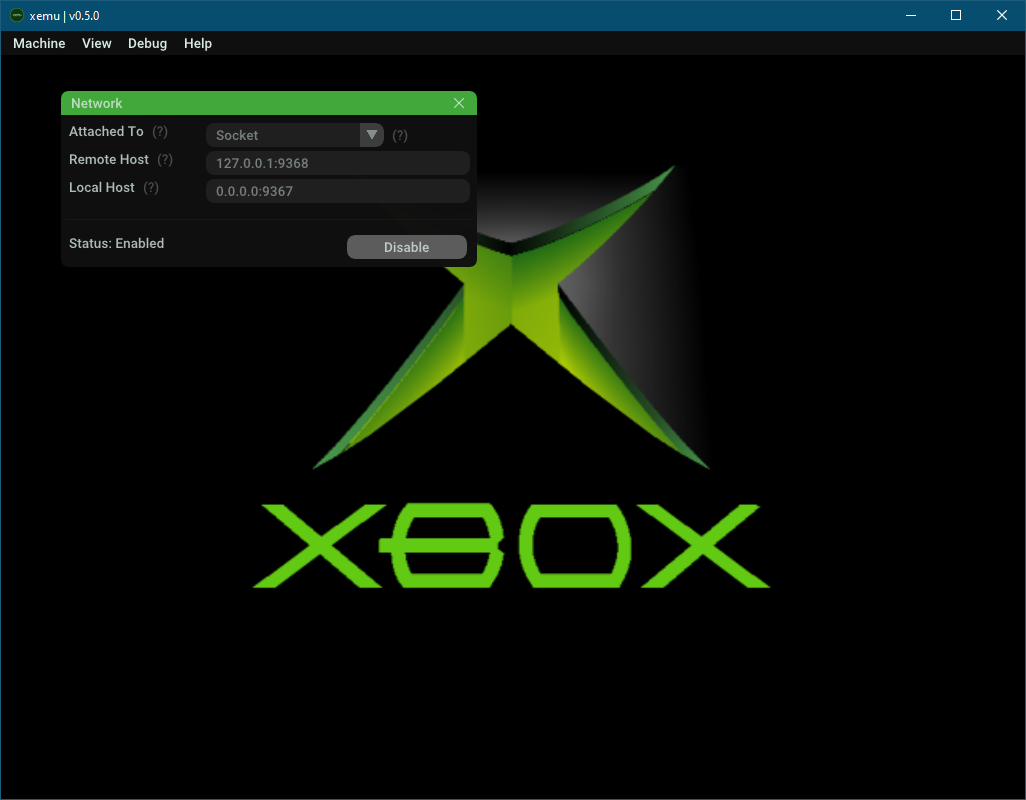 xemu | v0.5.0
Machine View Debug Help
Network
Attached To (?) Socket (?)
Remote Host (?) 127.0.0.1:9368
Local Host (?) 0.0.0.0:9367
Status: Enabled Disable
XBOX